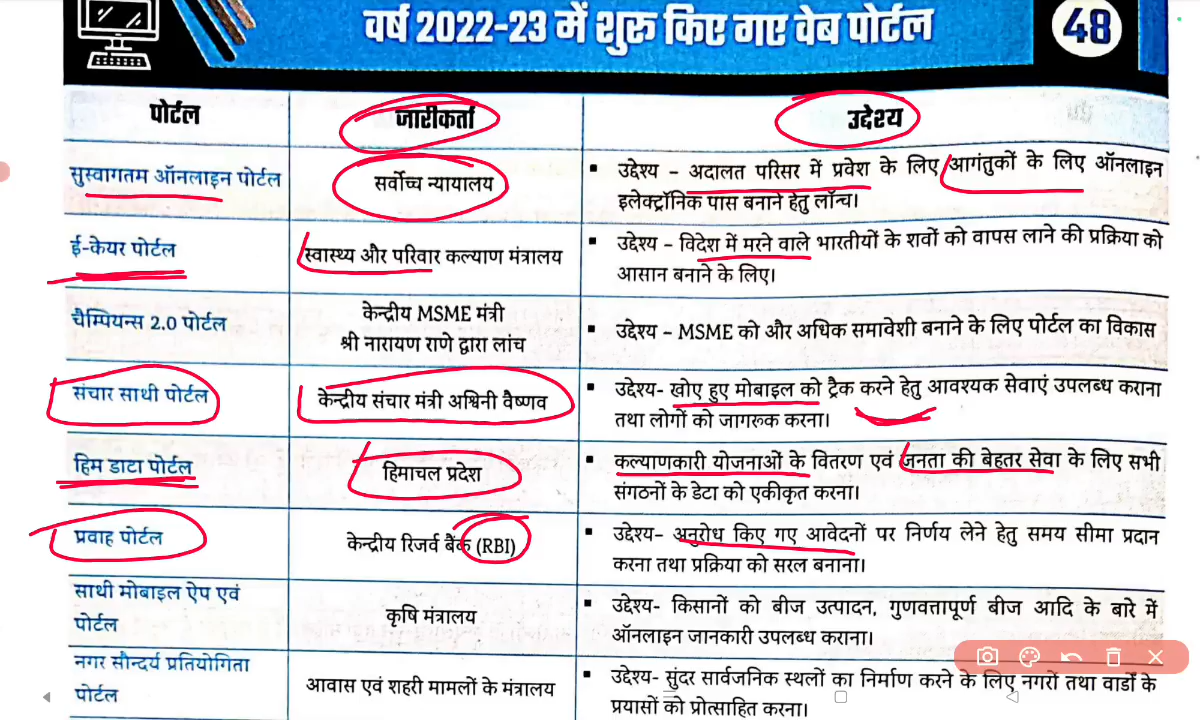 वर्ष 2022-23 में शुरू किए गए वेब पोर्टल
48
पोर्टल
जारीकर्ता
उद्देश्य
सुस्वागतम ऑनलाइन पोर्टल
सर्वोच्च न्यायालय
▪ उद्देश्य – अदालत परिसर में प्रवेश के लिए आगंतुकों के लिए ऑनलाइन
इलेक्ट्रॉनिक पास बनाने हेतु लॉन्च।
ई-केयर पोर्टल
स्वास्थ्य और परिवार कल्याण मंत्रालय
▪ उद्देश्य – विदेश में मरने वाले भारतीयों के शवों को वापस लाने की प्रक्रिया को
आसान बनाने के लिए।
चैम्पियन्स 2.0 पोर्टल
केन्द्रीय MSME मंत्री
श्री नारायण राणे द्वारा लांच
▪ उद्देश्य – MSME को और अधिक समावेशी बनाने के लिए पोर्टल का विकास
संचार साथी पोर्टल
केन्द्रीय संचार मंत्री अश्विनी वैष्णव
▪ उद्देश्य- खोए हुए मोबाइल को ट्रैक करने हेतु आवश्यक सेवाएं उपलब्ध कराना
तथा लोगों को जागरूक करना।
हिम डाटा पोर्टल
हिमाचल प्रदेश
▪ कल्याणकारी योजनाओं के वितरण एवं जनता की बेहतर सेवा के लिए सभी
संगठनों के डेटा को एकीकृत करना।
प्रवाह पोर्टल
केन्द्रीय रिजर्व बैंक (RBI)
▪ उद्देश्य– अनुरोध किए गए आवेदनों पर निर्णय लेने हेतु समय सीमा प्रदान
करना तथा प्रक्रिया को सरल बनाना।
साथी मोबाइल ऐप एवं
पोर्टल
कृषि मंत्रालय
▪ उद्देश्य- किसानों को बीज उत्पादन, गुणवत्तापूर्ण बीज आदि के बारे में
ऑनलाइन जानकारी उपलब्ध कराना।
नगर सौन्दर्य प्रतियोगिता
पोर्टल
आवास एवं शहरी मामलों के मंत्रालय
▪ उद्देश्य- सुंदर सार्वजनिक स्थलों का निर्माण करने के लिए नगरों तथा वार्डों के
प्रयासों को प्रोत्साहित करना।